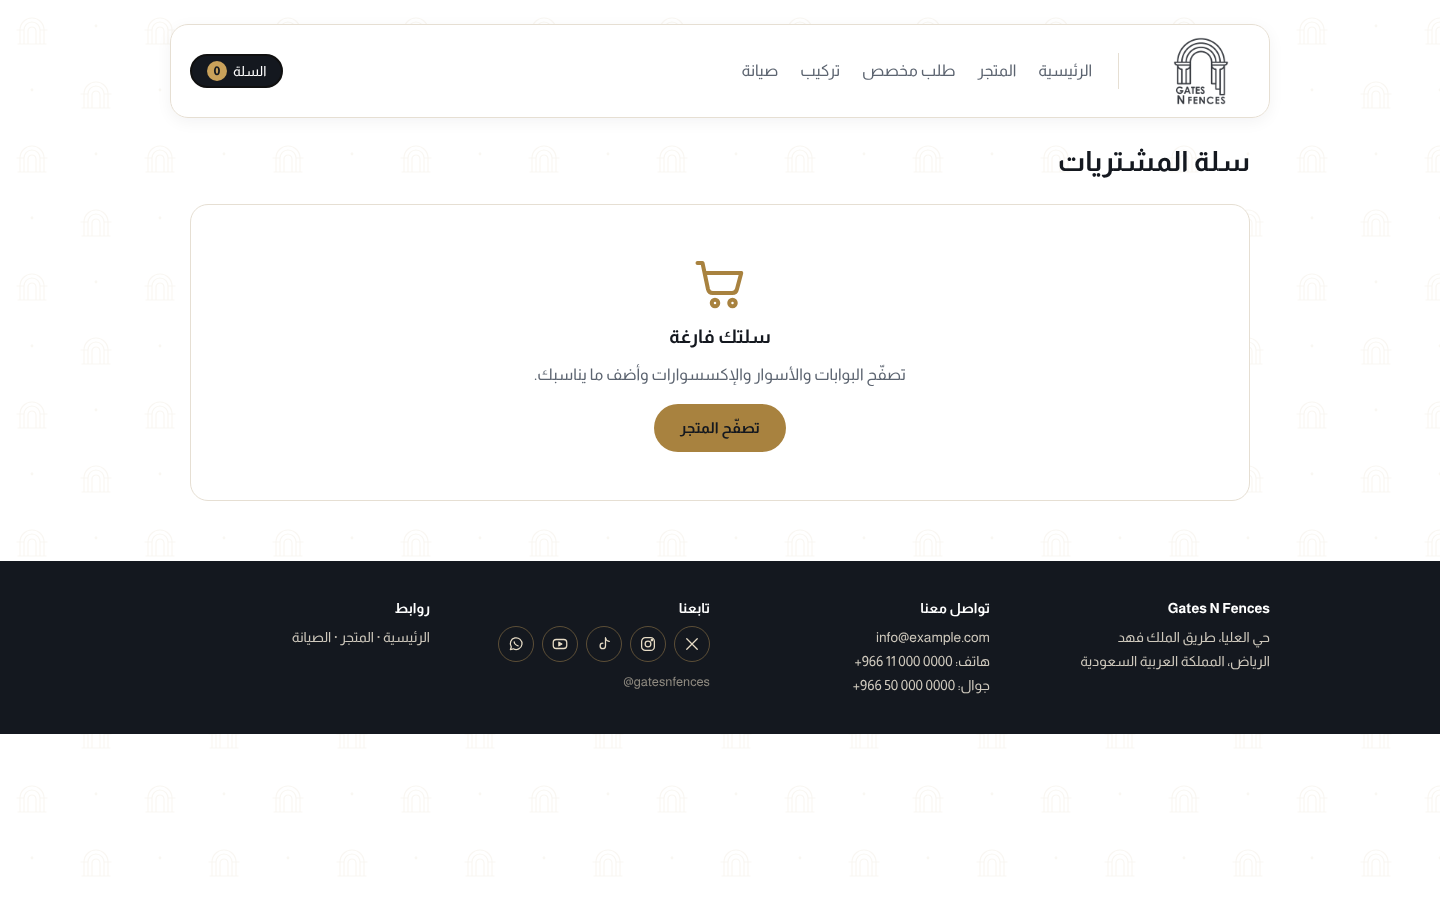 GATES
N FENCES
الرئيسية
المتجر
طلب مخصص
تركيب
صيانة
السلة 0
سلة المشتريات
سلتك فارغة
تصفّح البوابات والأسوار والإكسسوارات وأضف ما يناسبك.
تصفّح المتجر
Gates N Fences
حي العليا، طريق الملك فهد
الرياض، المملكة العربية السعودية
تواصل معنا
info@example.com
هاتف: 0000 000 11 966+
جوال: 0000 000 50 966+
تابعنا
@gatesnfences
روابط
الرئيسية · المتجر · الصيانة